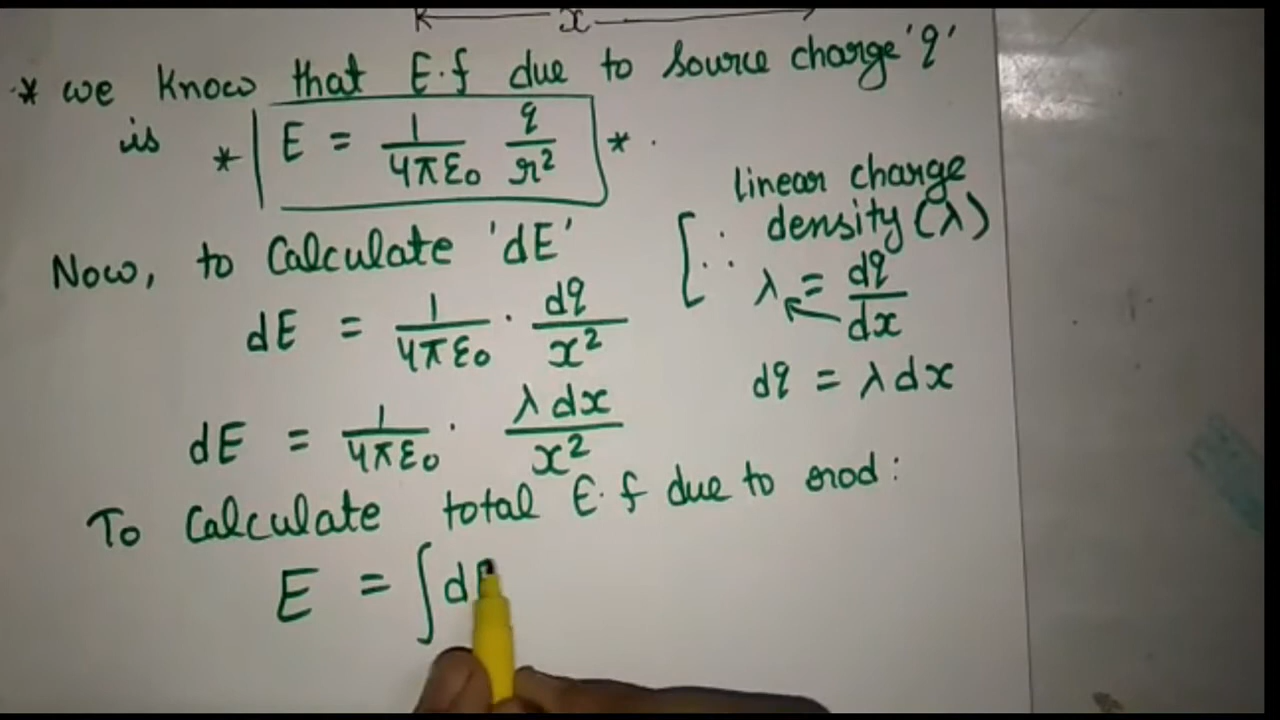 x
* we know that E.f due to source charge 'q'
is * E = 1/4πε₀ q/r² * .
linear charge
density (λ)
Now, to Calculate 'dE'
∵ λ = dq/dx
dE = 1/4πε₀ · dq/x²
dq = λ dx
dE = 1/4πε₀ · λ dx/x²
To Calculate total E.f due to rod :
E = ∫ d